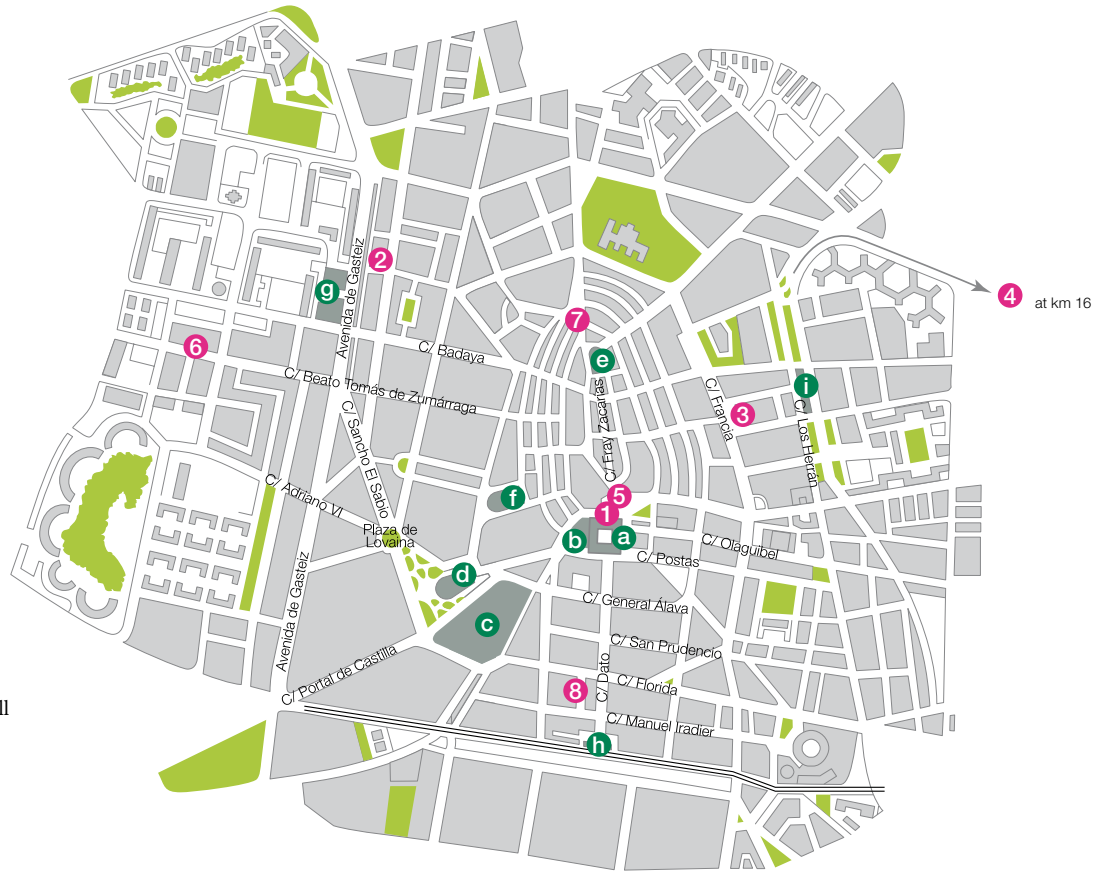 Avenida de Gasteiz
2
g
4
at km 16
7
6
C/ Badaya
e
C/ Beato Tomás de Zumárraga
i
C/ Francia
3
C/ Fray Zacarías
C/ Los Herrán
C/ Sancho El Sabio
C/ Adriano VI
f
5
1
Plaza de
Lovaina
b
a
C/ Olaguibel
C/ Postas
d
C/ General Álava
c
Avenida de Gasteiz
C/ San Prudencio
C/ Portal de Castilla
C/ Dato
8
C/ Florida
ll
C/ Manuel Iradier
h